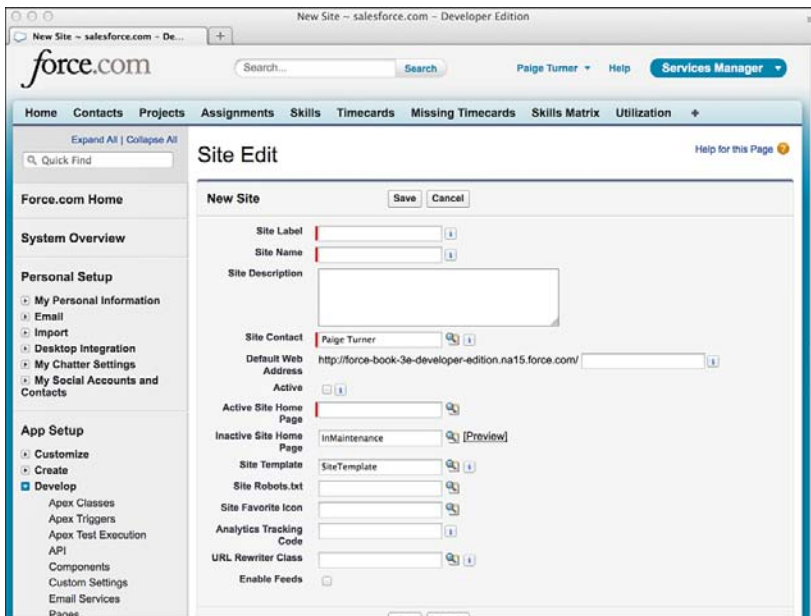 New Site ~ salesforce.com – Developer Edition
New Site ~ salesforce.com – De...
+
force.com
Search...
Search
Paige Turner
Help
Services Manager
Home Contacts Projects Assignments Skills Timecards Missing Timecards Skills Matrix Utilization +
Expand All | Collapse All
Quick Find
Force.com Home
System Overview
Personal Setup
My Personal Information
Email
Import
Desktop Integration
My Chatter Settings
My Social Accounts and
Contacts
App Setup
Customize
Create
Develop
Apex Classes
Apex Triggers
Apex Test Execution
API
Components
Custom Settings
Email Services
Pages
Site Edit
Help for this Page ?
New Site
Save Cancel
Site Label
Site Name
Site Description
Site Contact Paige Turner
Default Web http://force-book-3e-developer-edition.na15.force.com/
Address
Active
Active Site Home
Page
Inactive Site Home InMaintenance [Preview]
Page
Site Template SiteTemplate
Site Robots.txt
Site Favorite Icon
Analytics Tracking
Code
URL Rewriter Class
Enable Feeds